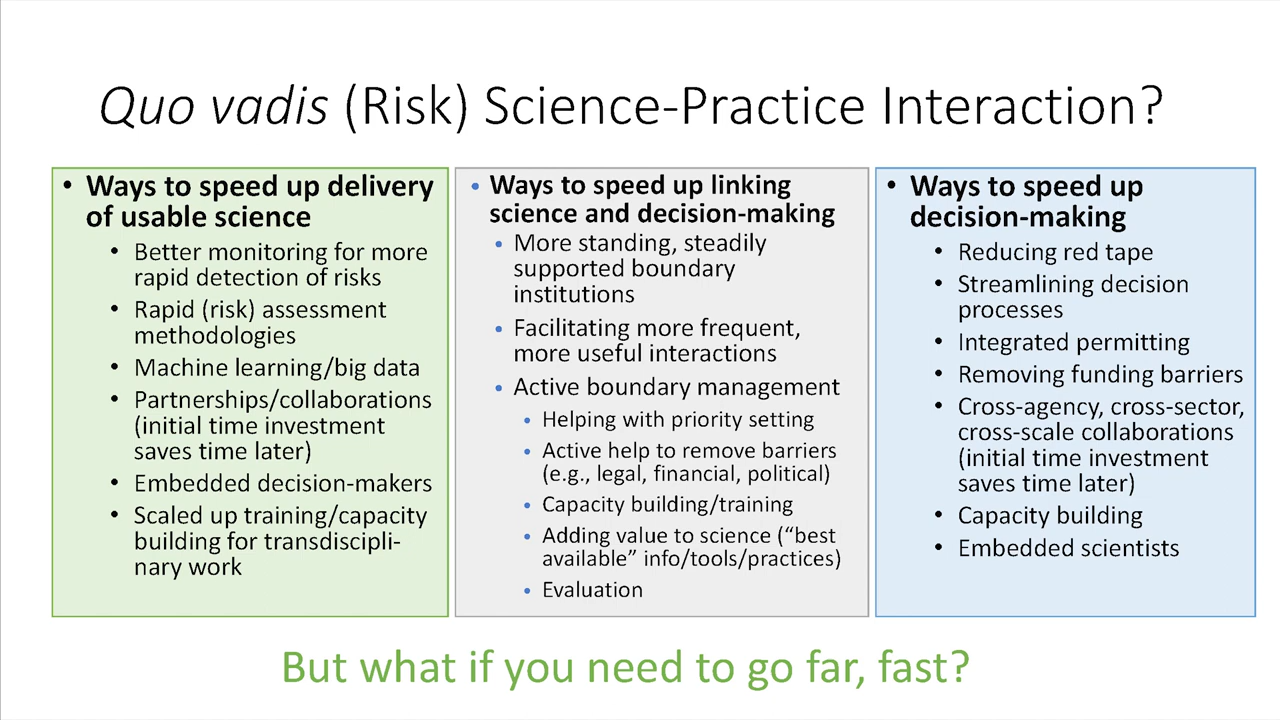 Quo vadis (Risk) Science-Practice Interaction?
• Ways to speed up delivery
of usable science
• Better monitoring for more
rapid detection of risks
• Rapid (risk) assessment
methodologies
• Machine learning/big data
• Partnerships/collaborations
(initial time investment
saves time later)
• Embedded decision-makers
• Scaled up training/capacity
building for transdiscipli-
nary work
• Ways to speed up linking
science and decision-making
• More standing, steadily
supported boundary
institutions
• Facilitating more frequent,
more useful interactions
• Active boundary management
• Helping with priority setting
• Active help to remove barriers
(e.g., legal, financial, political)
• Capacity building/training
• Adding value to science (“best
available” info/tools/practices)
• Evaluation
• Ways to speed up
decision-making
• Reducing red tape
• Streamlining decision
processes
• Integrated permitting
• Removing funding barriers
• Cross-agency, cross-sector,
cross-scale collaborations
(initial time investment
saves time later)
• Capacity building
• Embedded scientists
But what if you need to go far, fast?